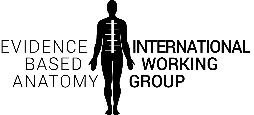 EVIDENCE INTERNATIONAL
BASED WORKING
ANATOMY GROUP